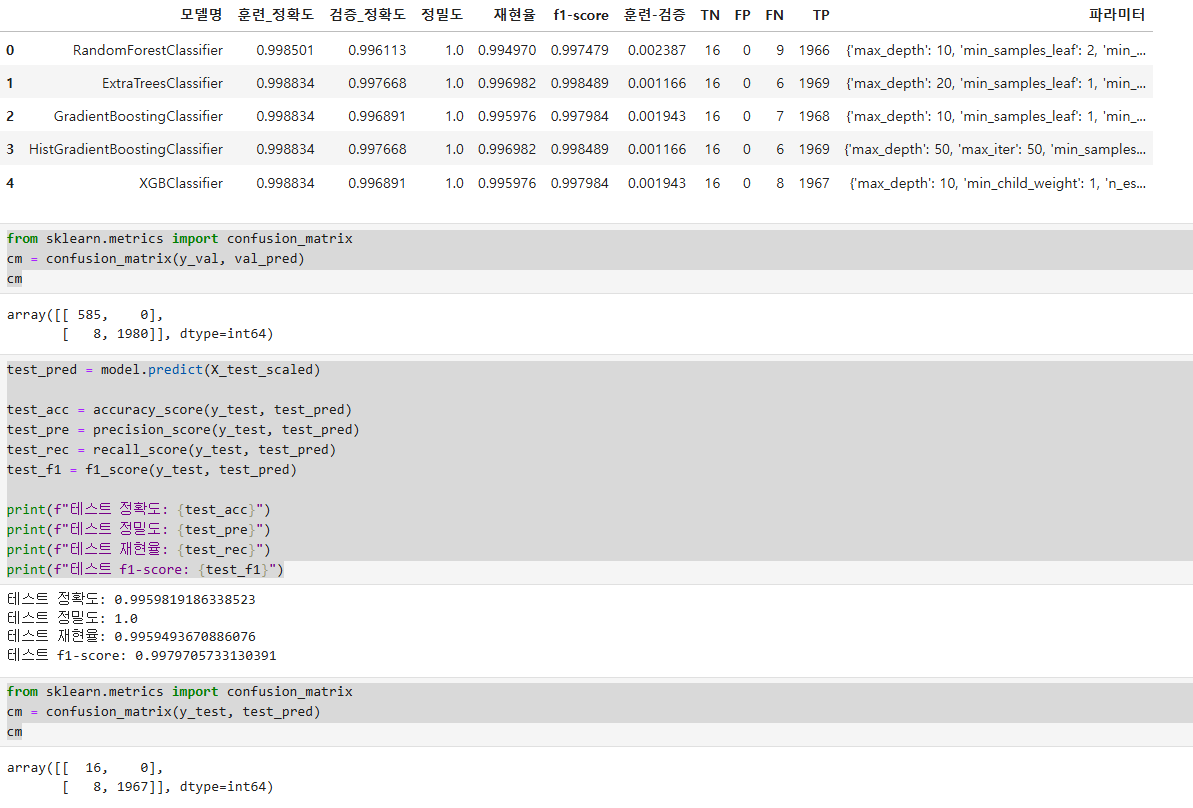 모델명 훈련_정확도 검증_정확도 정밀도 재현율 f1-score 훈련-검증 TN FP FN TP 파라미터
0 RandomForestClassifier 0.998501 0.996113 1.0 0.994970 0.997479 0.002387 16 0 9 1966 {'max_depth': 10, 'min_samples_leaf': 2, 'min_...
1 ExtraTreesClassifier 0.998834 0.997668 1.0 0.996982 0.998489 0.001166 16 0 6 1969 {'max_depth': 20, 'min_samples_leaf': 1, 'min_...
2 GradientBoostingClassifier 0.998834 0.996891 1.0 0.995976 0.997984 0.001943 16 0 7 1968 {'max_depth': 10, 'min_samples_leaf': 1, 'min_...
3 HistGradientBoostingClassifier 0.998834 0.997668 1.0 0.996982 0.998489 0.001166 16 0 6 1969 {'max_depth': 50, 'max_iter': 50, 'min_samples...
4 XGBClassifier 0.998834 0.996891 1.0 0.995976 0.997984 0.001943 16 0 8 1967 {'max_depth': 10, 'min_child_weight': 1, 'n_es...
from sklearn.metrics import confusion_matrix
cm = confusion_matrix(y_val, val_pred)
cm
array([[ 585,    0],
       [   8, 1980]], dtype=int64)
test_pred = model.predict(X_test_scaled)
test_acc = accuracy_score(y_test, test_pred)
test_pre = precision_score(y_test, test_pred)
test_rec = recall_score(y_test, test_pred)
test_f1 = f1_score(y_test, test_pred)
print(f"테스트 정확도: {test_acc}")
print(f"테스트 정밀도: {test_pre}")
print(f"테스트 재현율: {test_rec}")
print(f"테스트 f1-score: {test_f1}")
테스트 정확도: 0.9959819186338523
테스트 정밀도: 1.0
테스트 재현율: 0.9959493670886076
테스트 f1-score: 0.9979705733130391
from sklearn.metrics import confusion_matrix
cm = confusion_matrix(y_test, test_pred)
cm
array([[  16,    0],
       [   8, 1967]], dtype=int64)